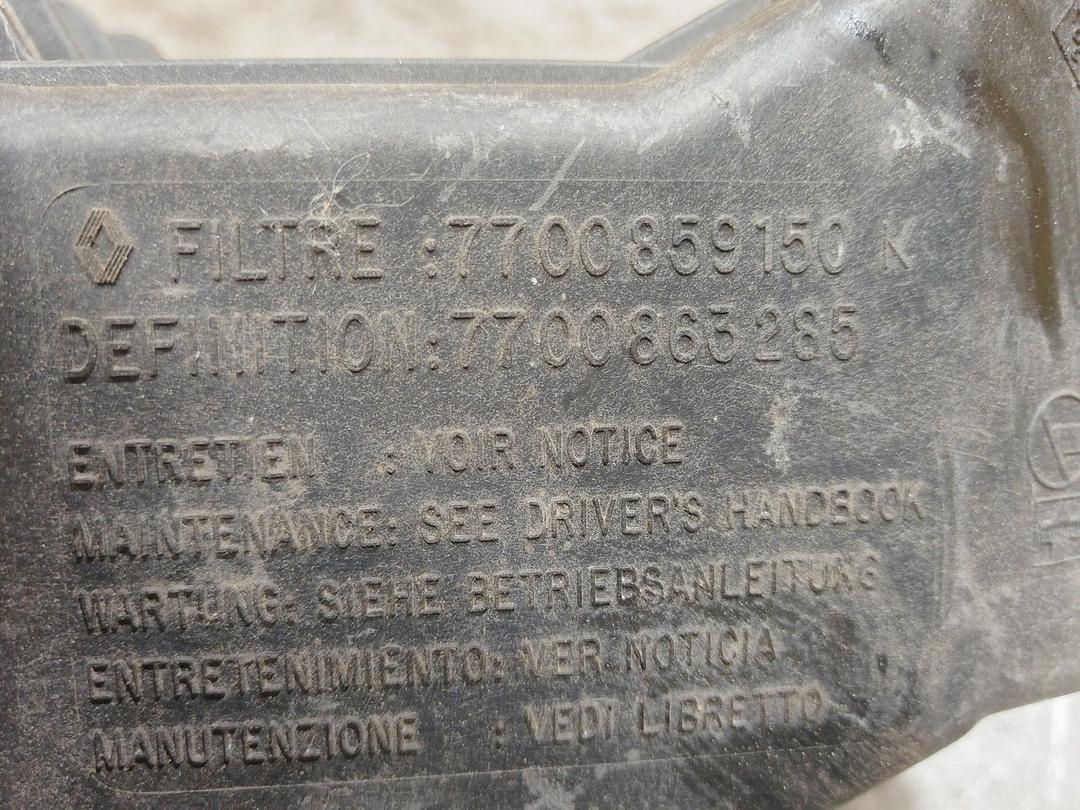 FILTRE :7700859150 K
DEFINITION:7700863285
ENTRETIEN : VOIR NOTICE
MAINTENANCE: SEE DRIVER'S HANDBOOK
WARTUNG: SIEHE BETRIEBSANLEITUNG
ENTRETENIMIENTO: VER NOTICIA
MANUTENZIONE : VEDI LIBRETTO